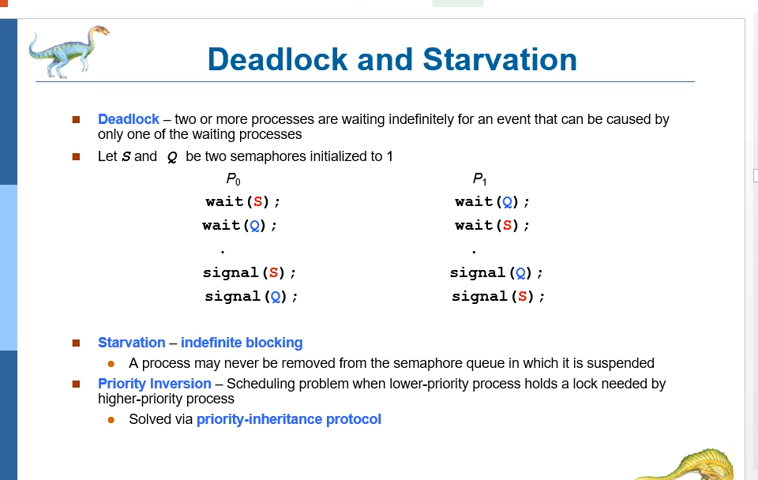 Deadlock and Starvation
Deadlock – two or more processes are waiting indefinitely for an event that can be caused by
only one of the waiting processes
Let S and Q be two semaphores initialized to 1
P0 P1
wait(S); wait(Q);
wait(Q); wait(S);
. .
signal(S); signal(Q);
signal(Q); signal(S);
Starvation – indefinite blocking
A process may never be removed from the semaphore queue in which it is suspended
Priority Inversion – Scheduling problem when lower-priority process holds a lock needed by
higher-priority process
Solved via priority-inheritance protocol